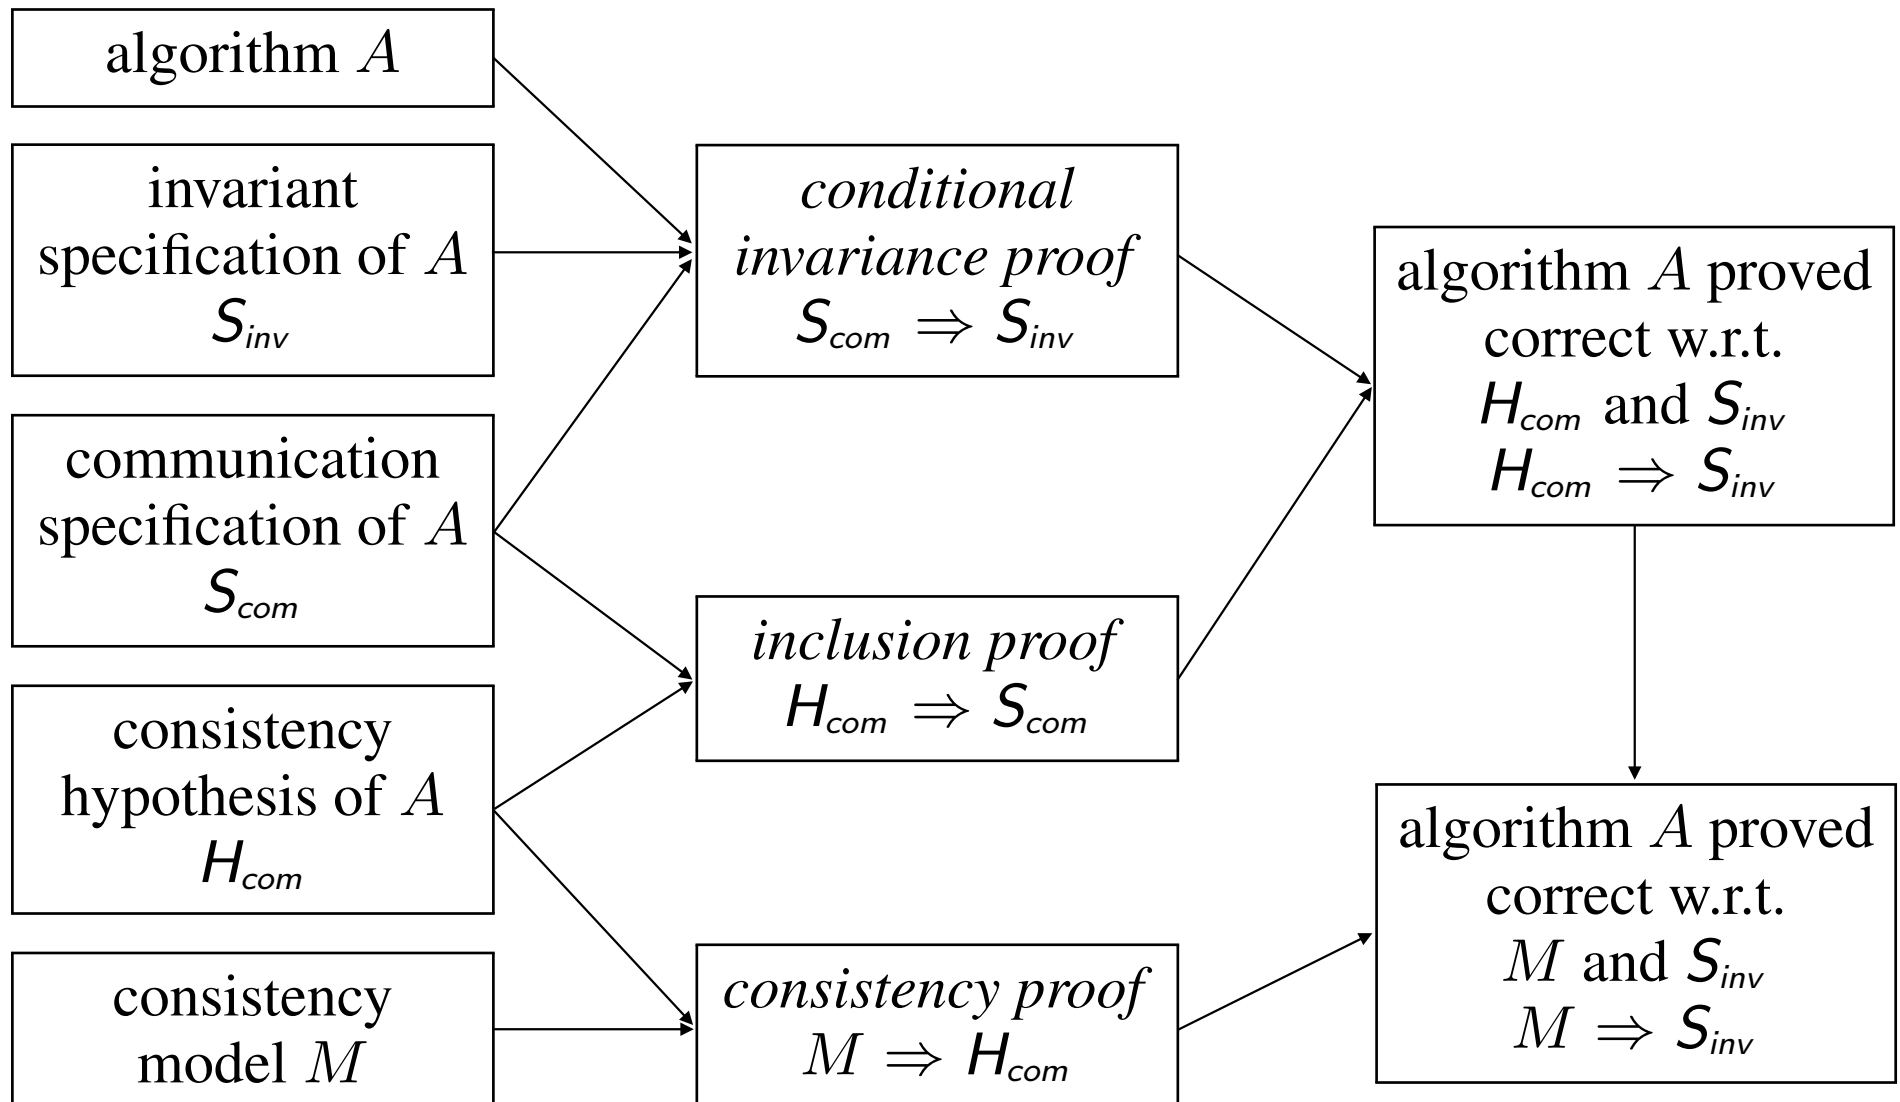 algorithm A
invariant
specification of A
S_inv
communication
specification of A
S_com
consistency
hypothesis of A
H_com
consistency
model M
conditional
invariance proof
S_com ⇒ S_inv
inclusion proof
H_com ⇒ S_com
consistency proof
M ⇒ H_com
algorithm A proved
correct w.r.t.
H_com and S_inv
H_com ⇒ S_inv
algorithm A proved
correct w.r.t.
M and S_inv
M ⇒ S_inv